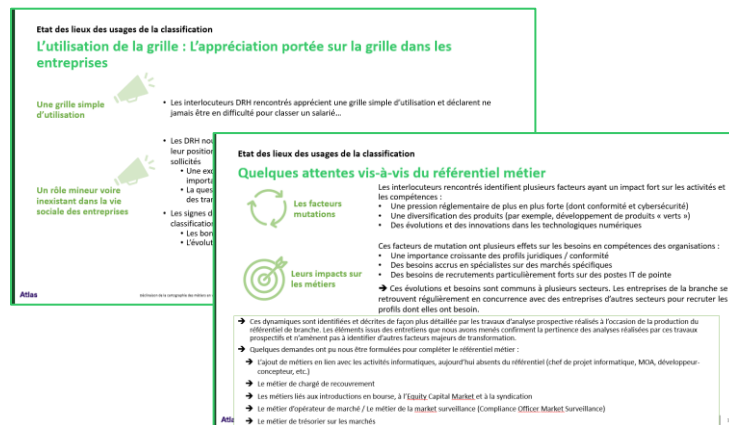 Etat des lieux des usages de la classification
L'utilisation de la grille : L'appréciation portée sur la grille dans les
entreprises
Une grille simple
d'utilisation
• Les interlocuteurs DRH rencontrés apprécient une grille simple d'utilisation et déclarent ne
jamais être en difficulté pour classer un salarié…
Un rôle mineur voire
inexistant dans la vie
sociale des entreprises
• Les DRH nou
leur position
sollicités
• Une exc
importa
• La ques
des tran
• Les signes d
classification
• Les bon
• L'évolut
Atlas
Etat des lieux des usages de la classification
Quelques attentes vis-à-vis du référentiel métier
Les facteurs
mutations
Les interlocuteurs rencontrés identifient plusieurs facteurs ayant un impact fort sur les activités et
les compétences :
• Une pression réglementaire de plus en plus forte (dont conformité et cybersécurité)
• Une diversification des produits (par exemple, développement de produits « verts »)
• Des évolutions et des innovations dans les technologiques numériques
Leurs impacts sur
les métiers
Ces facteurs de mutation ont plusieurs effets sur les besoins en compétences des organisations :
• Une importance croissante des profils juridiques / conformité
• Des besoins accrus en spécialistes sur des marchés spécifiques
• Des besoins de recrutements particulièrement forts sur des postes IT de pointe
➔ Ces évolutions et besoins sont communs à plusieurs secteurs. Les entreprises de la branche se
retrouvent régulièrement en concurrence avec des entreprises d'autres secteurs pour recruter les
profils dont elles ont besoin.
➔ Ces dynamiques sont identifiées et décrites de façon plus détaillée par les travaux d'analyse prospective réalisés à l'occasion de la production du
référentiel de branche. Les éléments issus des entretiens que nous avons menés confirment la pertinence des analyses réalisées par ces travaux
prospectifs et n'amènent pas à identifier d'autres facteurs majeurs de transformation.
➔ Quelques demandes ont pu nous être formulées pour compléter le référentiel métier :
➔ L'ajout de métiers en lien avec les activités informatiques, aujourd'hui absents du référentiel (chef de projet informatique, MOA, développeur-
concepteur, etc.)
➔ Le métier de chargé de recouvrement
➔ Les métiers liés aux introductions en bourse, à l'Equity Capital Market et à la syndication
➔ Le métier d'opérateur de marché / Le métier de la market surveillance (Compliance Officer Market Surveillance)
➔ Le métier de trésorier sur les marchés
Atla